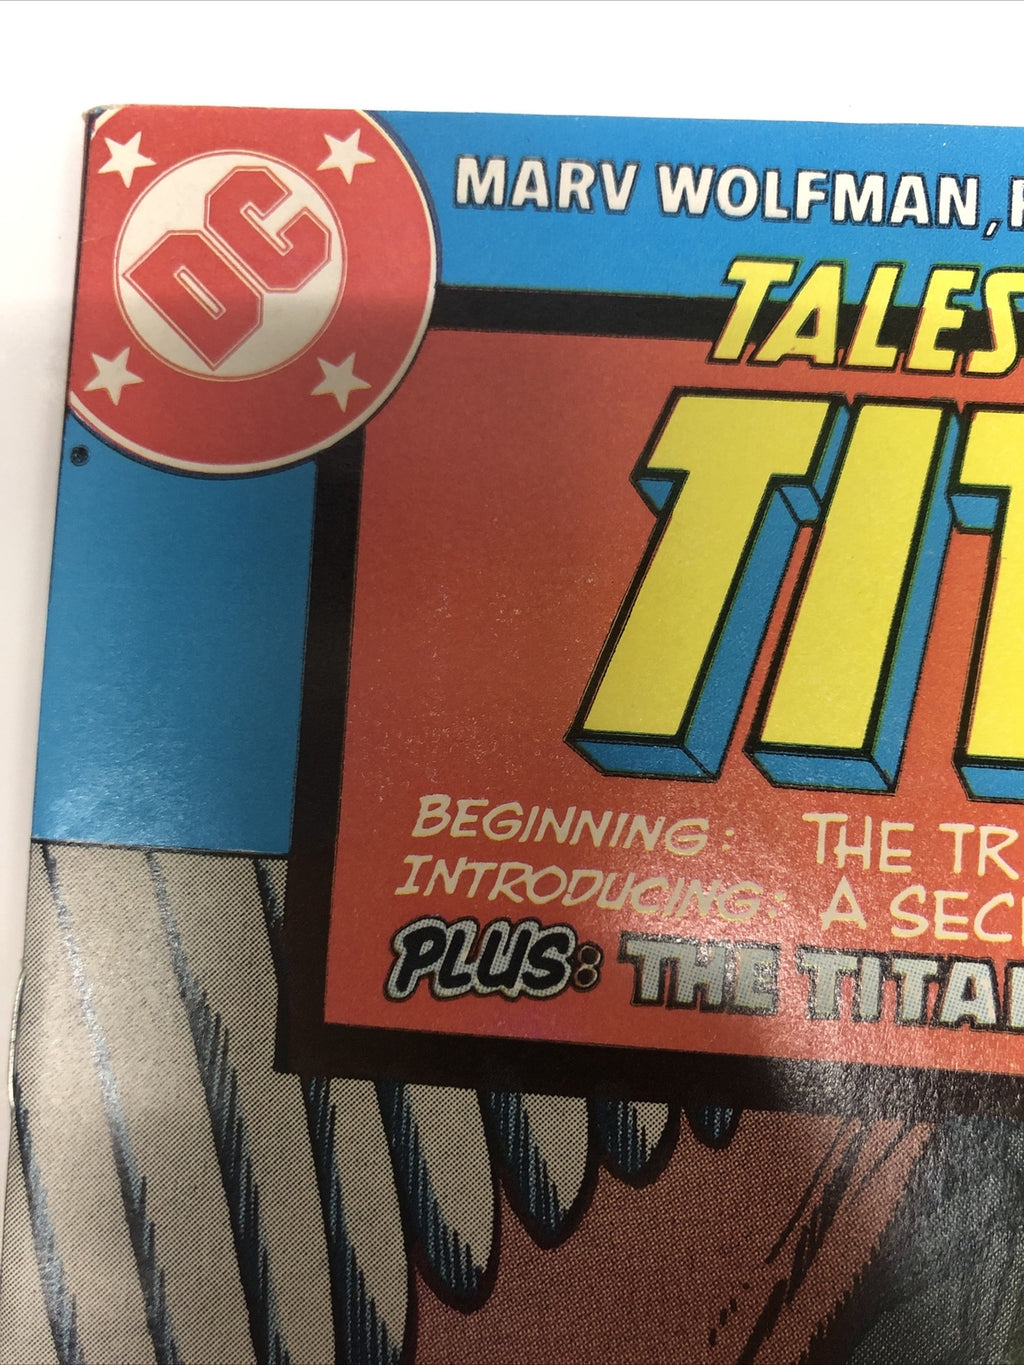 DC
MARV WOLFMAN,
TALES
TIT
BEGINNING: THE TR
INTRODUCING: A SEC
PLUS: THE TITA